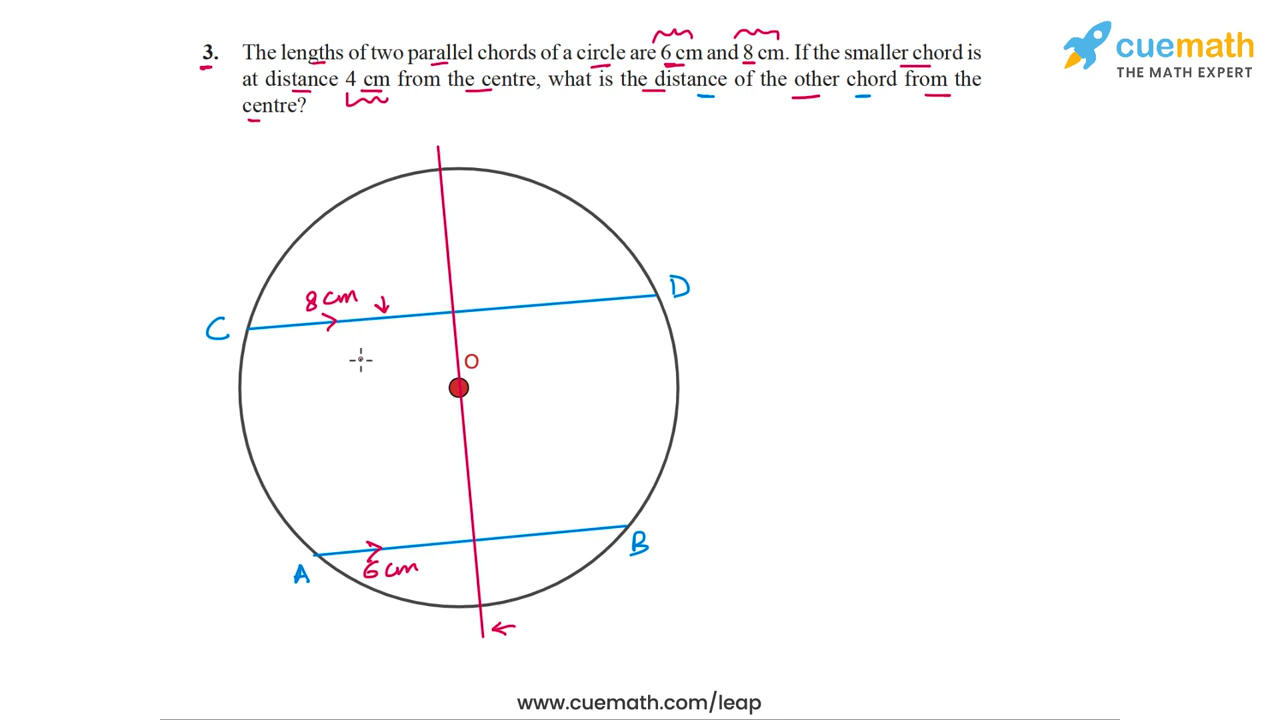 3. The lengths of two parallel chords of a circle are 6 cm and 8 cm. If the smaller chord is
at distance 4 cm from the centre, what is the distance of the other chord from the
centre?
cuemath
THE MATH EXPERT
8 cm
D
C
O
A
6 cm
B
www.cuemath.com/leap